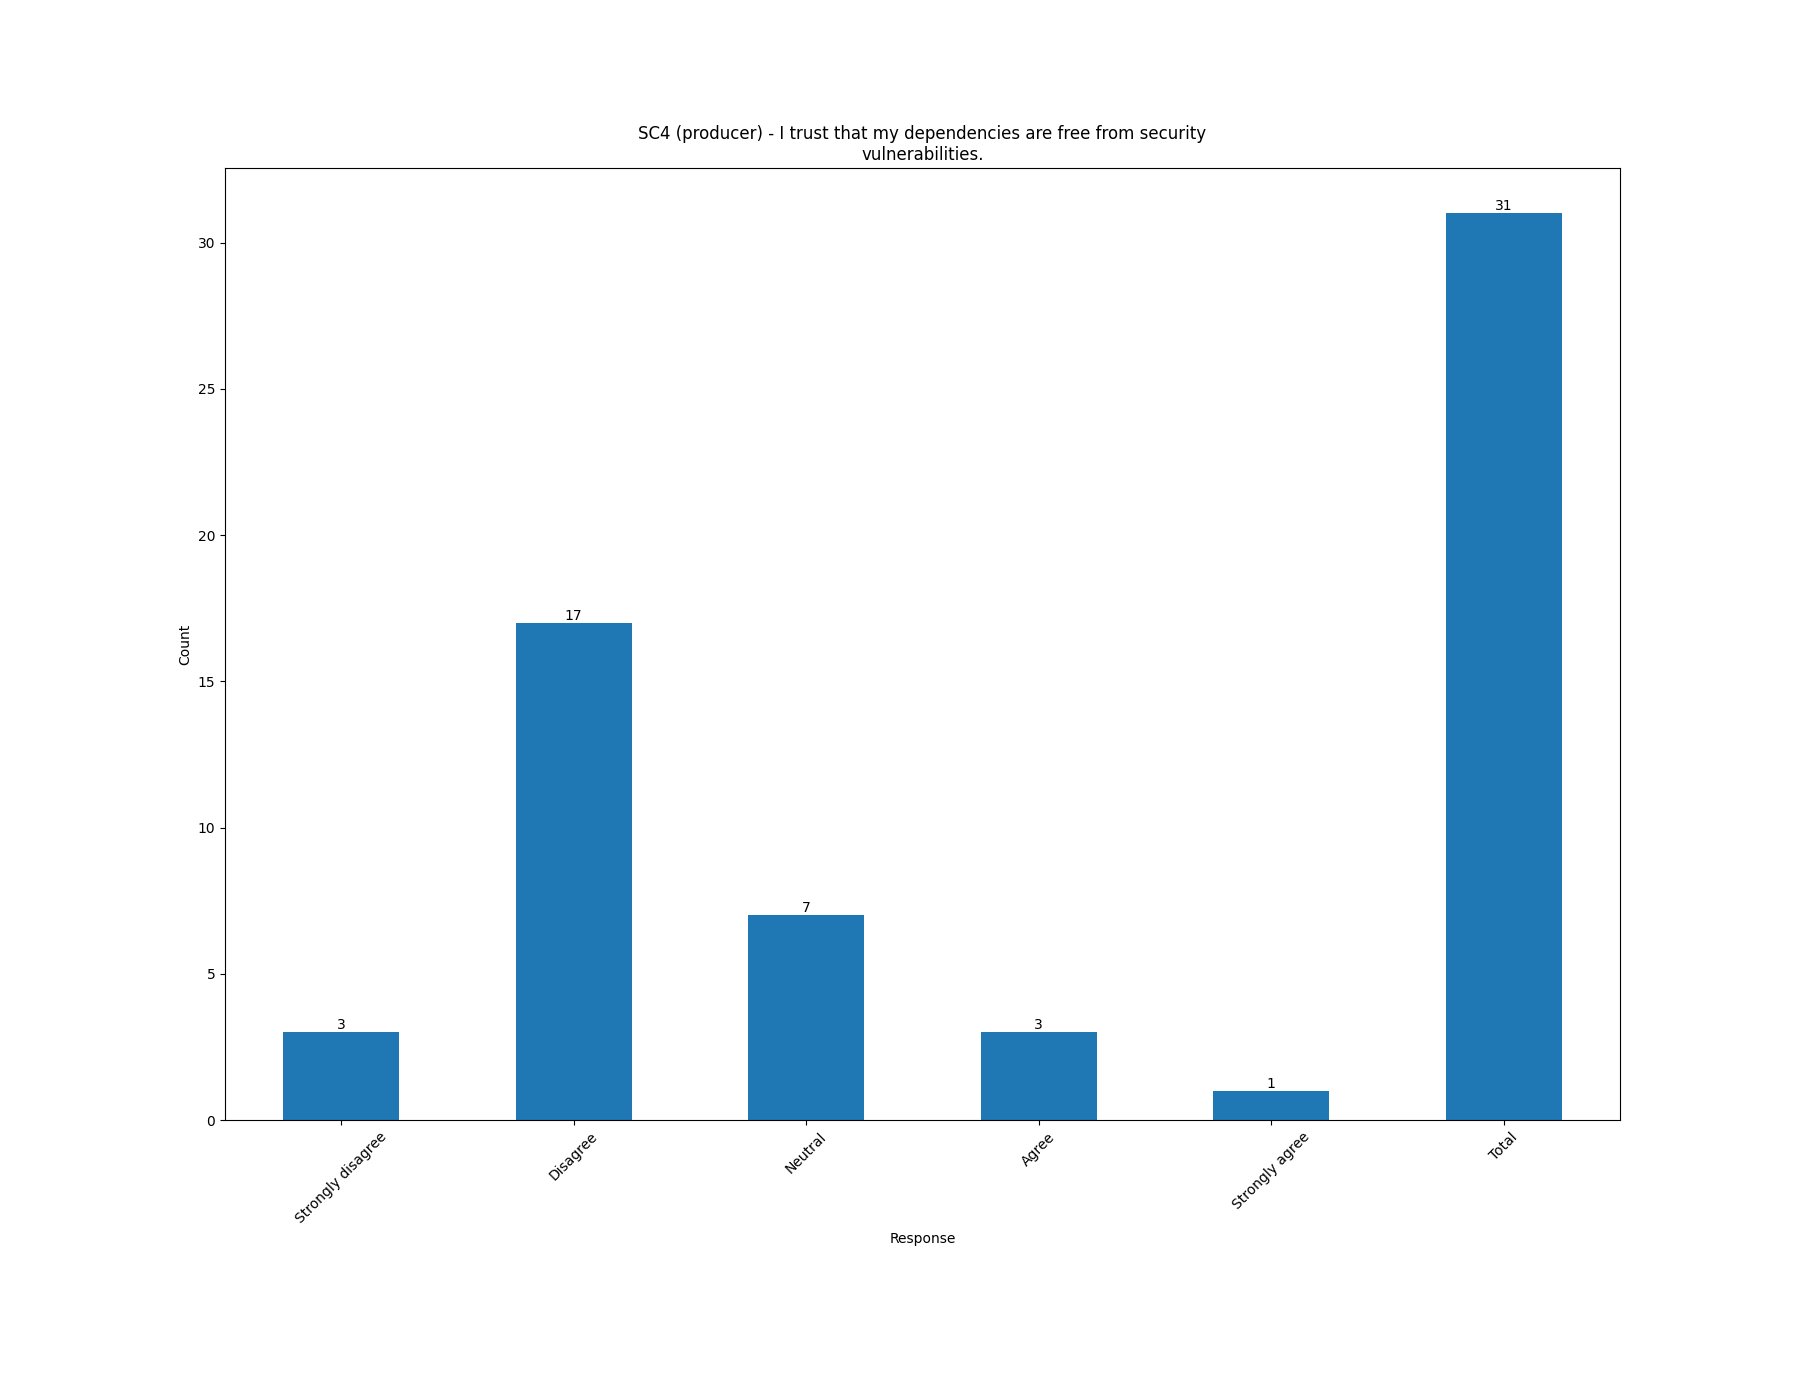 SC4 (producer) - I trust that my dependencies are free from security
vulnerabilities.
31
30
25
20
17
15
10
7
5
3
3
1
0
Count
Strongly disagree
Disagree
Neutral
Agree
Strongly agree
Total
Response